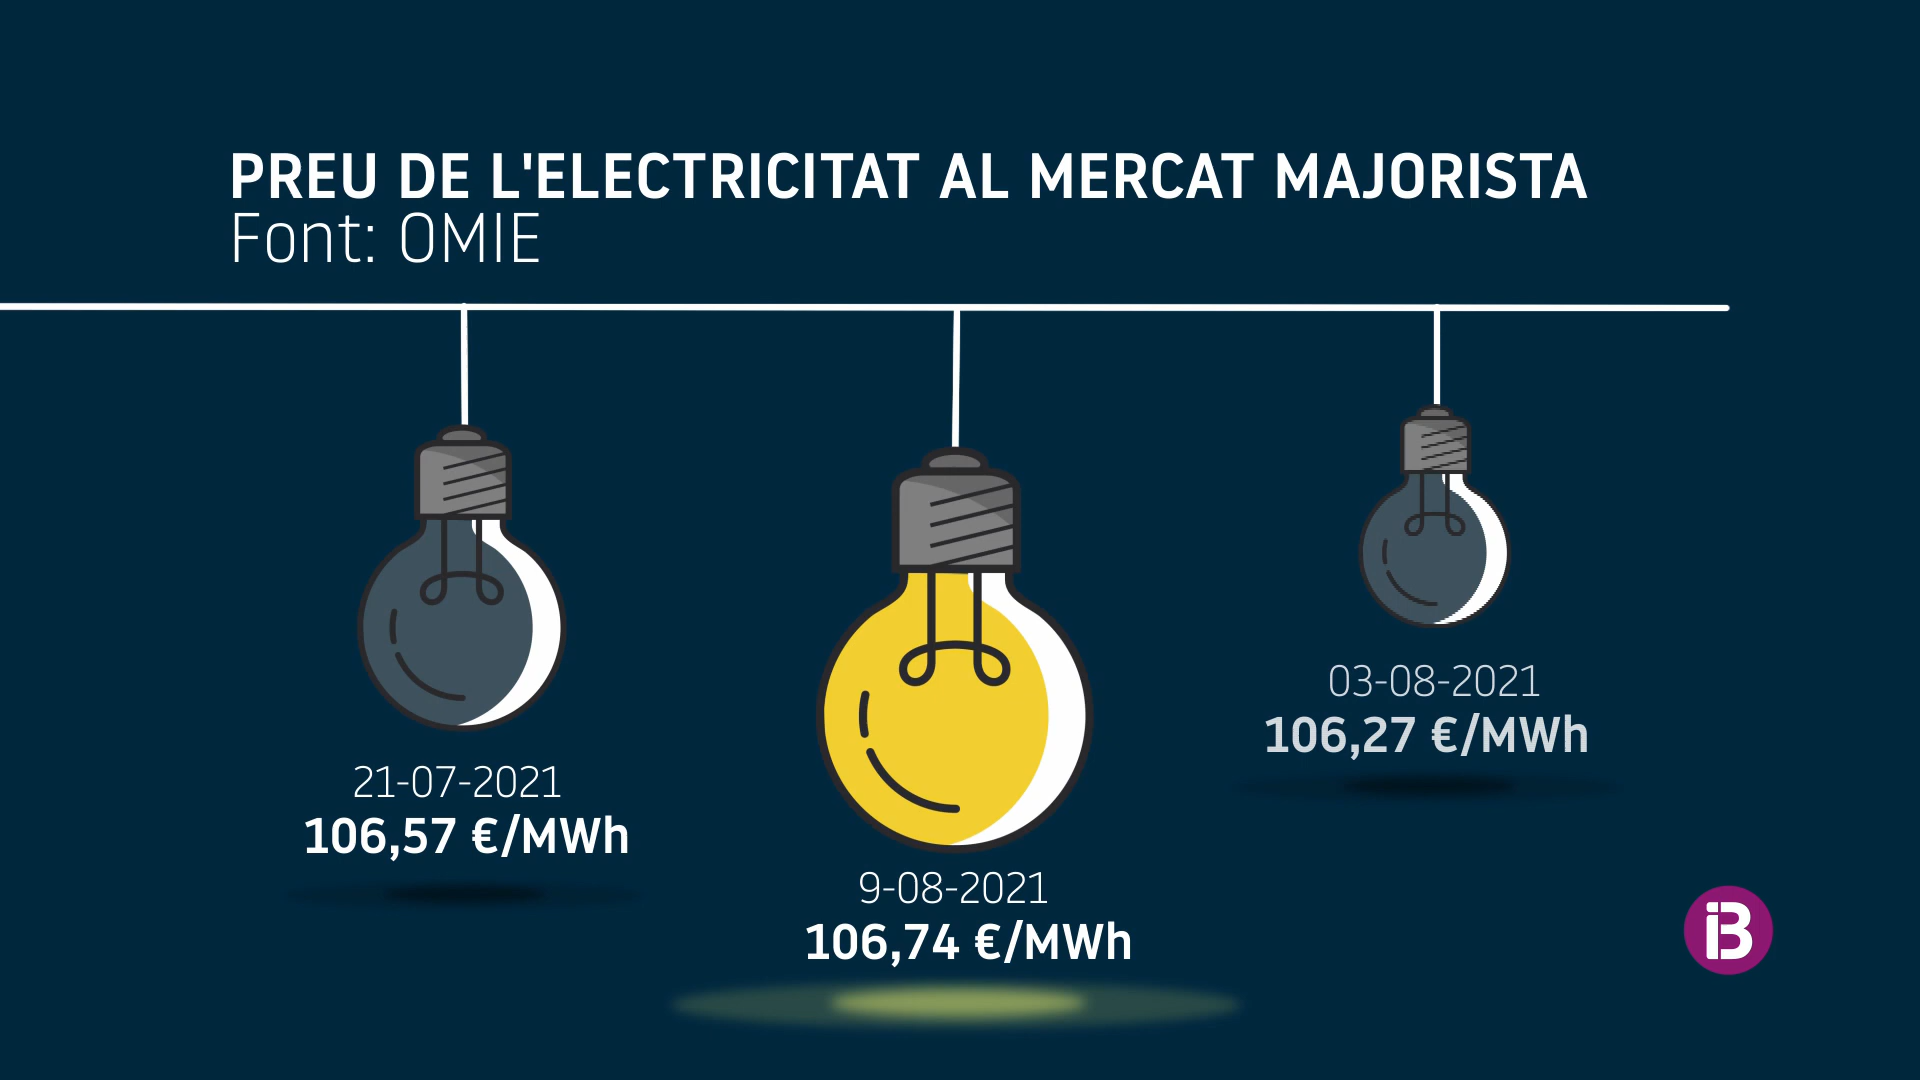 PREU DE L'ELECTRICITAT AL MERCAT MAJORISTA
Font: OMIE
21-07-2021
106,57 €/MWh
9-08-2021
106,74 €/MWh
03-08-2021
106,27 €/MWh
iB